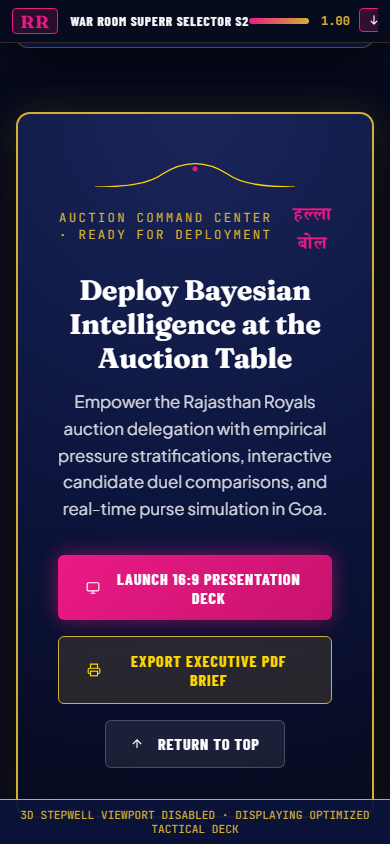 RR WAR ROOM SUPERR SELECTOR S2 1.00
AUCTION COMMAND CENTER
· READY FOR DEPLOYMENT
हल्ला
बोल
Deploy Bayesian
Intelligence at the
Auction Table
Empower the Rajasthan Royals
auction delegation with empirical
pressure stratifications, interactive
candidate duel comparisons, and
real-time purse simulation in Goa.
LAUNCH 16:9 PRESENTATION
DECK
EXPORT EXECUTIVE PDF
BRIEF
RETURN TO TOP
3D STEPWELL VIEWPORT DISABLED · DISPLAYING OPTIMIZED
TACTICAL DECK